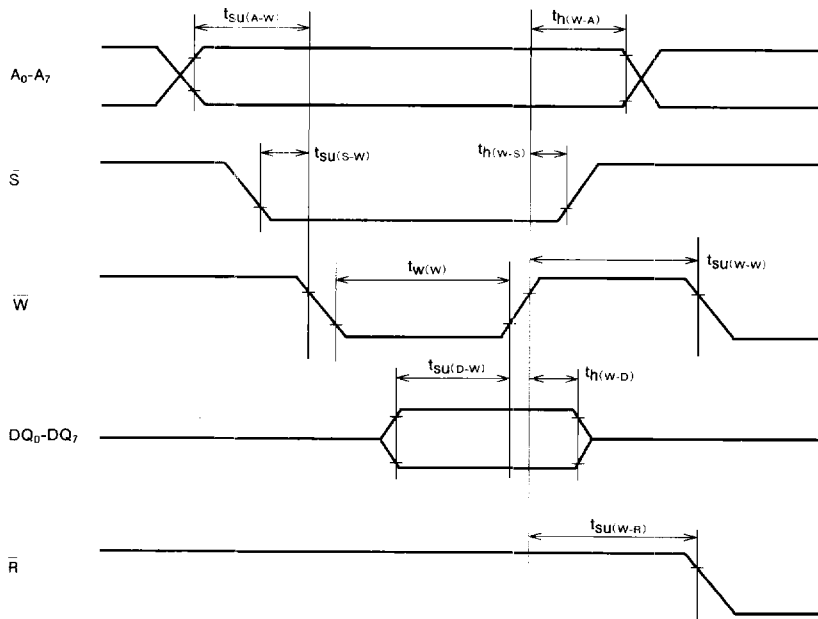 tsu(A-W) th(W-A)
A0-A7
S̅ tsu(S-W) th(W-S)
W̅ tw(W) tsu(W-W)
tsu(D-W) th(W-D)
DQ0-DQ7
tsu(W-R)
R̅